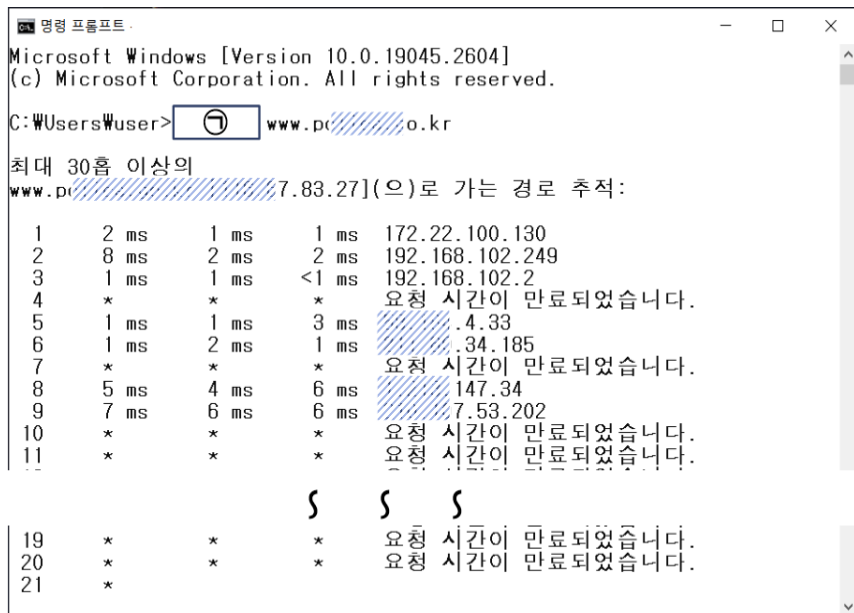 명령 프롬프트
Microsoft Windows [Version 10.0.19045.2604]
(c) Microsoft Corporation. All rights reserved.
C:₩Users₩user> ㉠ www.p o.kr
최대 30홉 이상의
www.p 7.83.27](으)로 가는 경로 추적:
1 2 ms 1 ms 1 ms 172.22.100.130
2 8 ms 2 ms 2 ms 192.168.102.249
3 1 ms 1 ms <1 ms 192.168.102.2
4 * * * 요청 시간이 만료되었습니다.
5 1 ms 1 ms 3 ms .4.33
6 1 ms 2 ms 1 ms .34.185
7 * * * 요청 시간이 만료되었습니다.
8 5 ms 4 ms 6 ms 147.34
9 7 ms 6 ms 6 ms 7.53.202
10 * * * 요청 시간이 만료되었습니다.
11 * * * 요청 시간이 만료되었습니다.
19 * * * 요청 시간이 만료되었습니다.
20 * * * 요청 시간이 만료되었습니다.
21 *